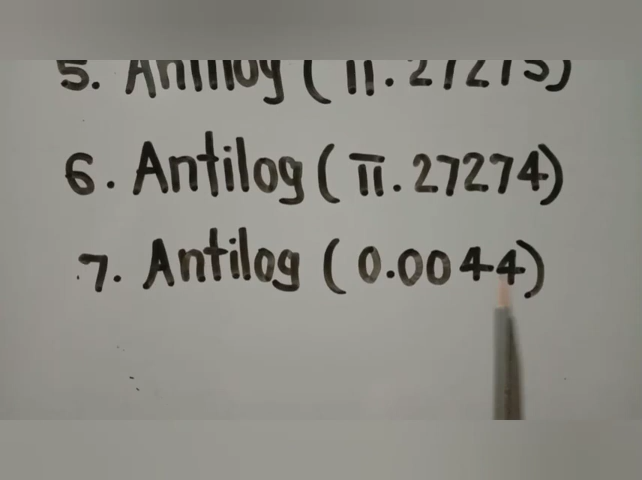 5. Antilog (
6. Antilog ( 1̅1̅.27274)
7. Antilog ( 0.0044)